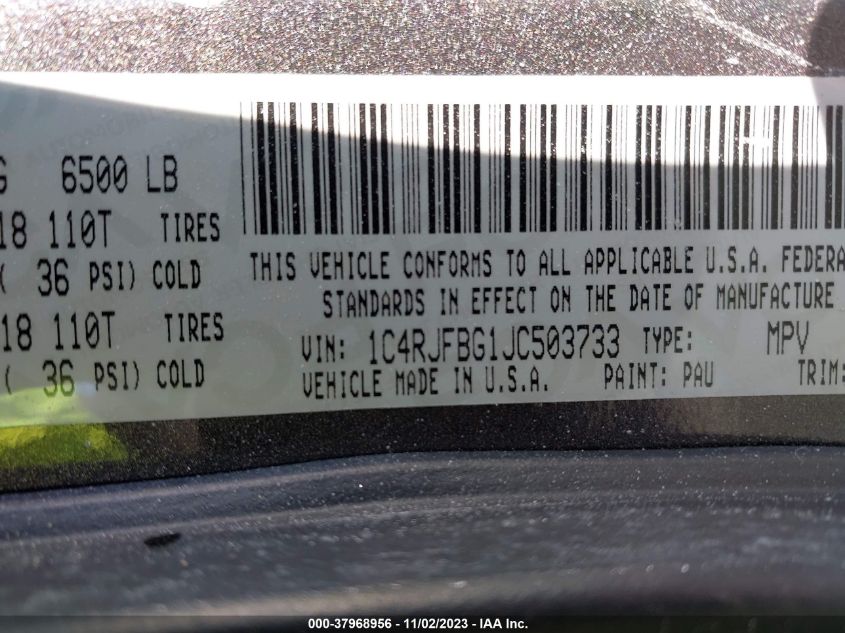 G 6500 LB
18 110T TIRES
( 36 PSI) COLD
18 110T TIRES
( 36 PSI) COLD
THIS VEHICLE CONFORMS TO ALL APPLICABLE U.S.A. FEDERA
STANDARDS IN EFFECT ON THE DATE OF MANUFACTURE
VIN: 1C4RJFBG1JC503733 TYPE: MPV
VEHICLE MADE IN U.S.A. PAINT: PAU TRIM:
000-37968956 - 11/02/2023 - IAA Inc.